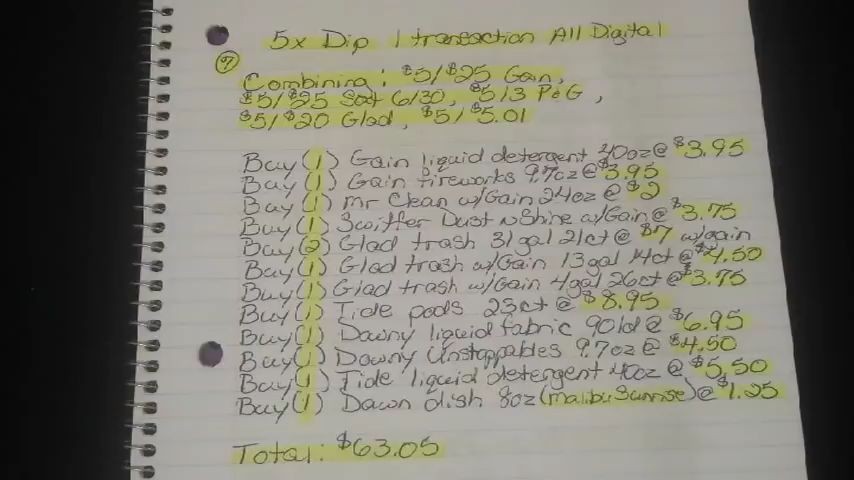 5x Dip 1 transaction All Digital
7
Combining: $5/$25 Gain,
$5/$25 Sat 6/30, $5/3 P&G,
$5/$20 Glad, $5/$5.01
Buy (1) Gain liquid detergent 40oz @ $3.95
Buy (1) Gain fireworks 9.7oz @ $3.95
Buy (1) Mr Clean w/Gain 24oz @ $2
Buy (1) Swiffer Dust n Shine w/Gain @ $3.75
Buy (2) Glad trash 31gal 21ct @ $7 w/gain
Buy (1) Glad trash w/Gain 13gal 14ct @ $4.50
Buy (1) Glad trash w/Gain 4gal 26ct @ $3.75
Buy (1) Tide pods 23ct @ $8.95
Buy (1) Downy liquid fabric 90ld @ $6.95
Buy (1) Downy Unstoppables 9.7oz @ $4.50
Buy (1) Tide liquid detergent 40oz @ $5.50
Buy (1) Dawn dish 8oz (malibu Sunrise) @ $1.25
Total: $63.05